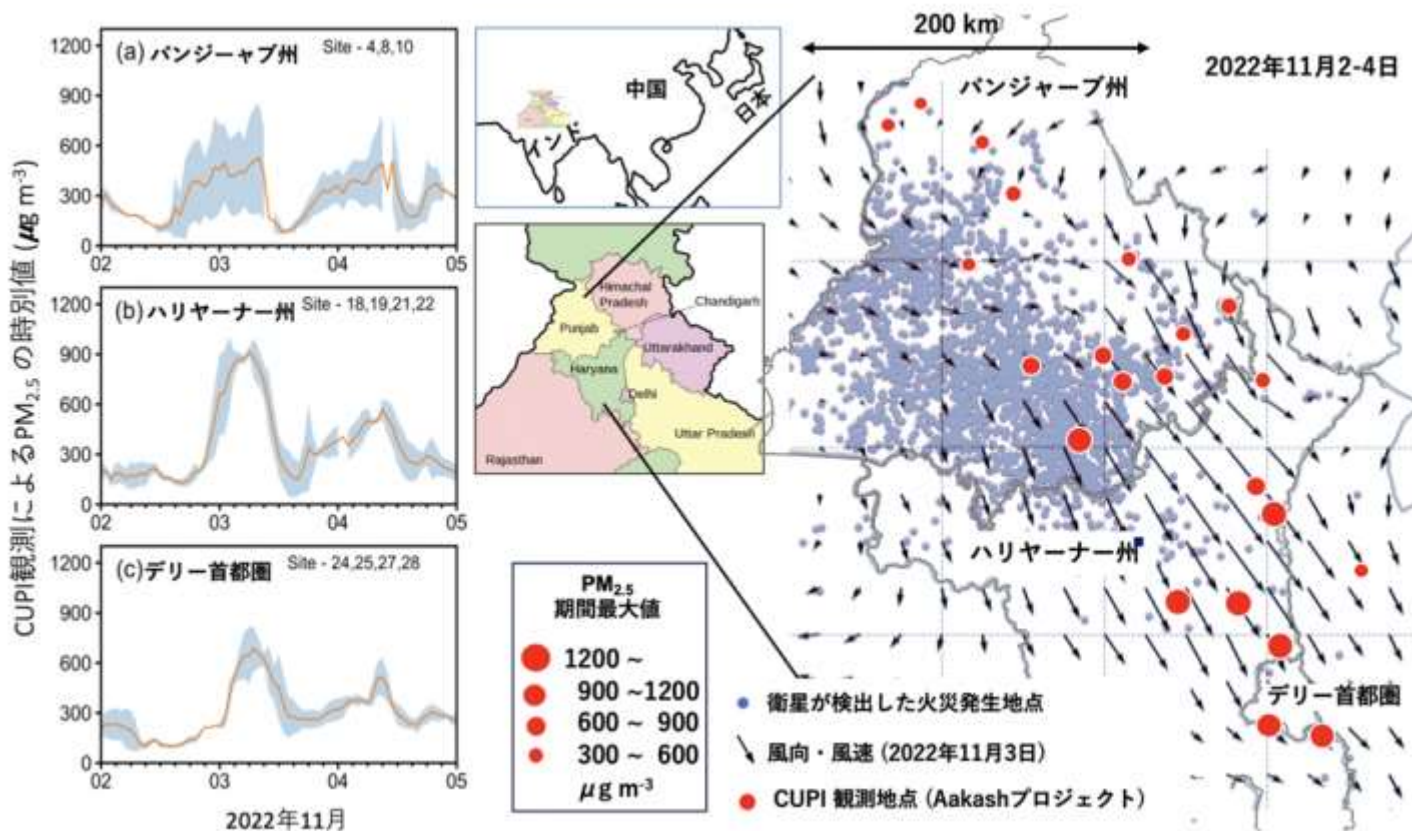 CUPI観測によるPM2.5 の時別値 (μg m-3)
(a) パンジーャブ州 Site - 4,8,10
1200
900
600
300
0
02 03 04 05
(b) ハリヤーナー州 Site - 18,19,21,22
1200
900
600
300
0
02 03 04 05
(c)デリー首都圏 Site - 24,25,27,28
1200
900
600
300
0
02 03 04 05
2022年11月
中国
日本
インド
Himachal
Pradesh
Chandigarh
Punjab
Uttarakhand
Haryana
Delhi
Uttar Pradesh
Rajasthan
PM2.5
期間最大値
1200 ~
900 ~1200
600 ~ 900
300 ~ 600
μg m-3
200 km
2022年11月2-4日
パンジャーブ州
ハリヤーナー州
デリー首都圏
衛星が検出した火災発生地点
風向・風速 (2022年11月3日)
CUPI 観測地点 (Aakashプロジェクト)